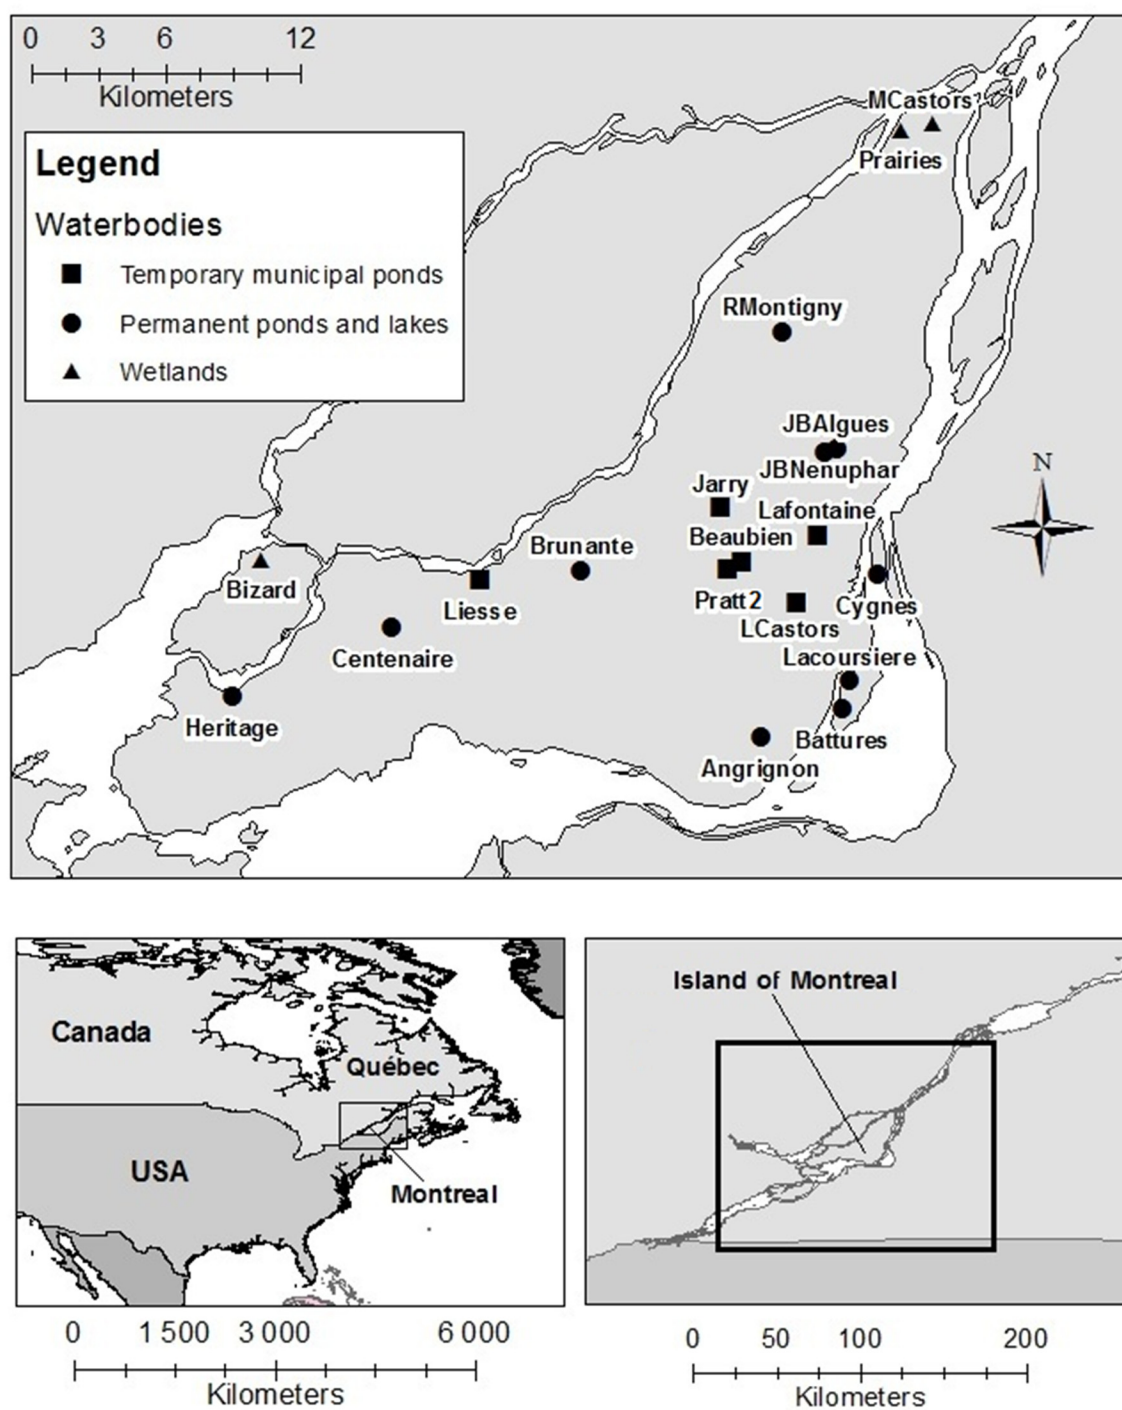 0 3 6 12
Kilometers
Legend
Waterbodies
Temporary municipal ponds
Permanent ponds and lakes
Wetlands
MCastors
Prairies
RMontigny
JBAlgues
JBNenuphar
Jarry
Lafontaine
N
Beaubien
Brunante
Bizard
Liesse
Pratt2
Cygnes
LCastors
Centenaire
Lacoursiere
Heritage
Battures
Angrignon
Canada
Québec
USA
Montreal
0 1 500 3 000 6 000
Kilometers
Island of Montreal
0 50 100 200
Kilometers